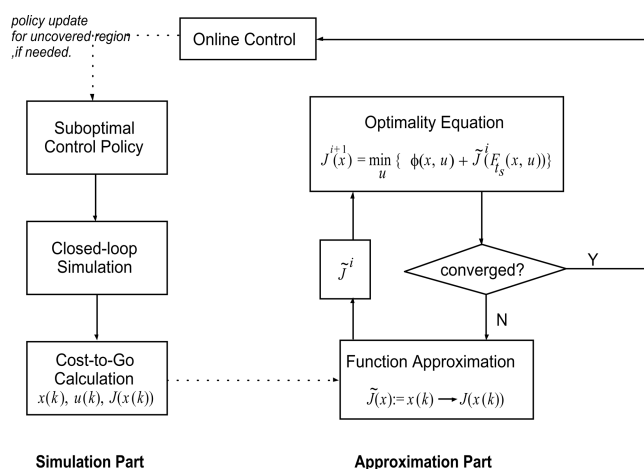 policy update
for uncovered region
,if needed.
Online Control
Suboptimal
Control Policy
Closed-loop
Simulation
Cost-to-Go
Calculation
x(k), u(k), J(x(k))
Simulation Part
Optimality Equation
J^{i+1}(x) = min_u { ϕ(x, u) + J̃^i(F_{t_s}(x, u))}
J̃^i
converged?
Y
N
Function Approximation
J̃(x):= x(k) → J(x(k))
Approximation Part